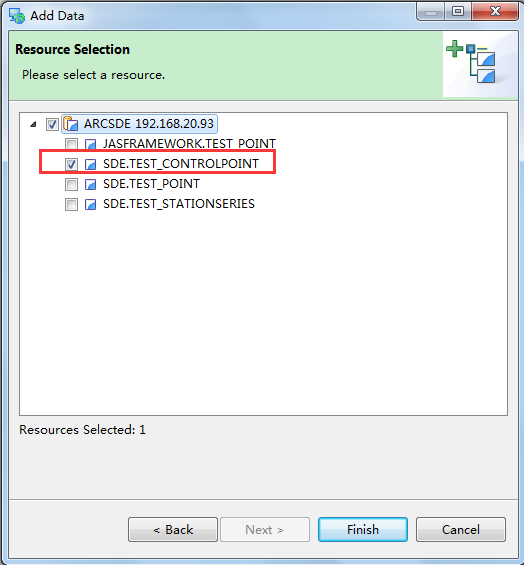 Add Data
Resource Selection
Please select a resource.
ARCSDE 192.168.20.93
JASFRAMEWORK.TEST_POINT
SDE.TEST_CONTROLPOINT
SDE.TEST_POINT
SDE.TEST_STATIONSERIES
Resources Selected: 1
< Back
Next >
Finish
Cancel